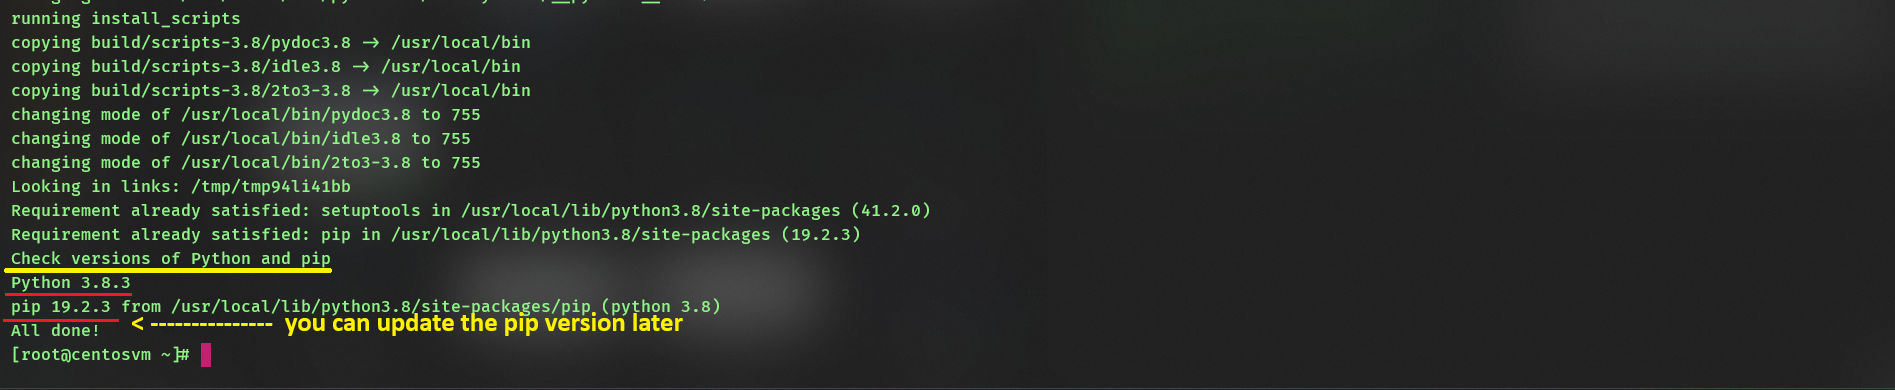 running install_scripts
copying build/scripts-3.8/pydoc3.8 -> /usr/local/bin
copying build/scripts-3.8/idle3.8 -> /usr/local/bin
copying build/scripts-3.8/2to3-3.8 -> /usr/local/bin
changing mode of /usr/local/bin/pydoc3.8 to 755
changing mode of /usr/local/bin/idle3.8 to 755
changing mode of /usr/local/bin/2to3-3.8 to 755
Looking in links: /tmp/tmp94li41bb
Requirement already satisfied: setuptools in /usr/local/lib/python3.8/site-packages (41.2.0)
Requirement already satisfied: pip in /usr/local/lib/python3.8/site-packages (19.2.3)
Check versions of Python and pip
Python 3.8.3
pip 19.2.3 from /usr/local/lib/python3.8/site-packages/pip (python 3.8)
< --------------- you can update the pip version later
All done!
[root@centosvm ~]#